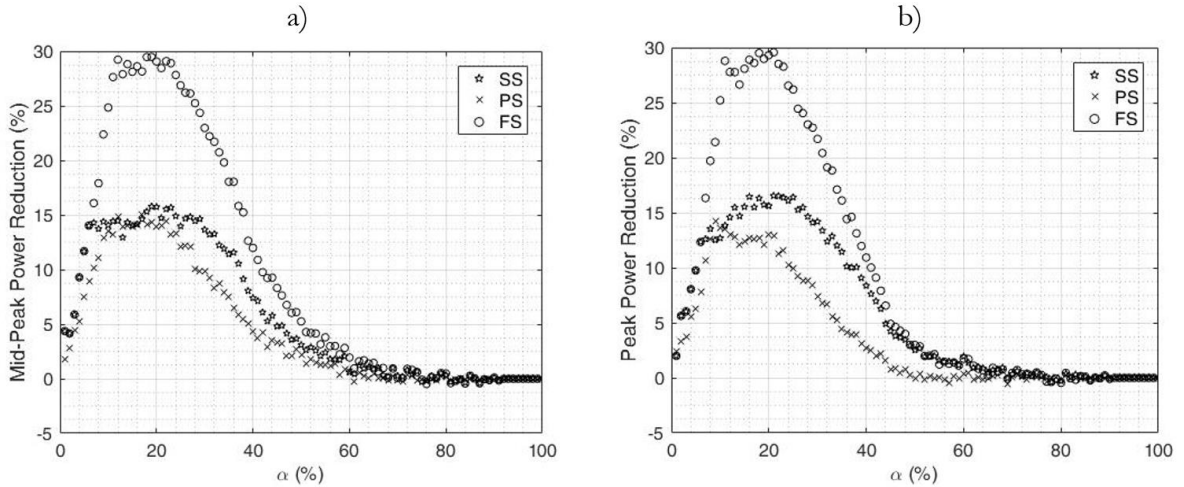 a)
Mid-Peak Power Reduction (%)
30
25
20
15
10
5
0
-5
0 20 40 60 80 100
α (%)
SS
PS
FS
b)
Peak Power Reduction (%)
30
25
20
15
10
5
0
-5
0 20 40 60 80 100
α (%)
SS
PS
FS